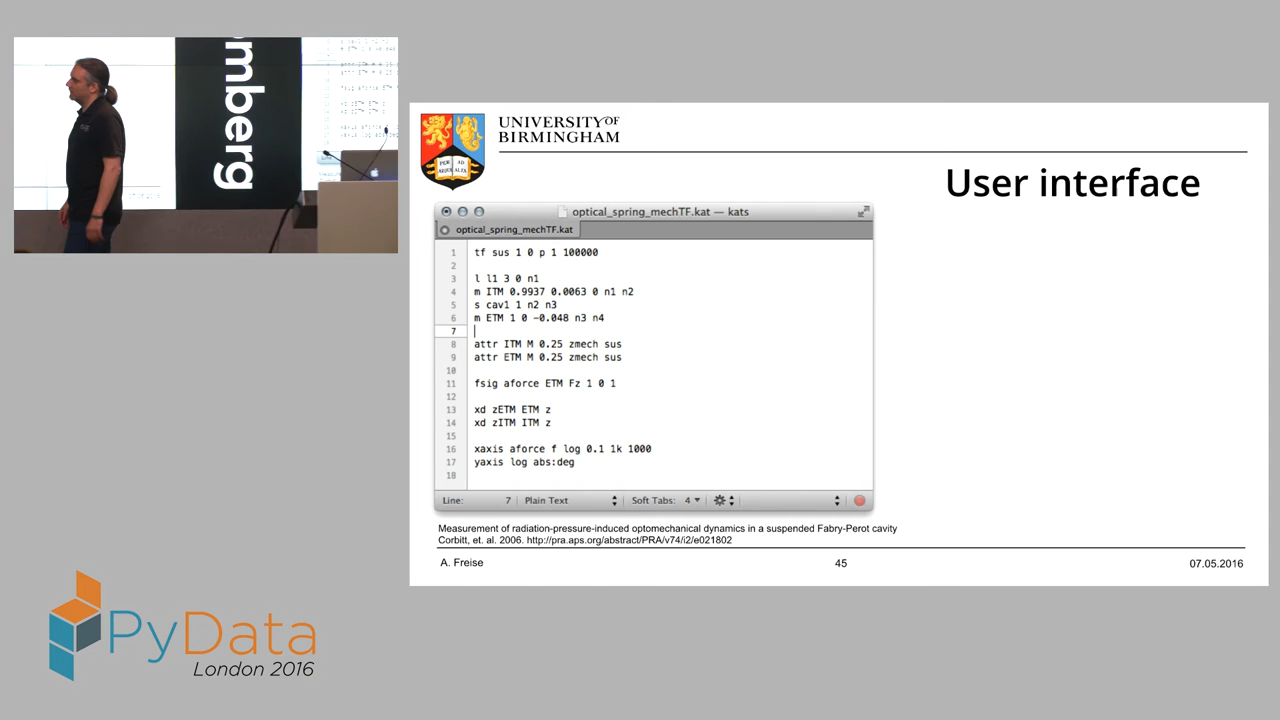 omberg
UNIVERSITY OF
BIRMINGHAM
PER AD
ARDUA ALTA
User interface
optical_spring_mechTF.kat — kats
optical_spring_mechTF.kat
1 tf sus 1 0 p 1 100000
2
3 l l1 3 0 n1
4 m ITM 0.9937 0.0063 0 n1 n2
5 s cav1 1 n2 n3
6 m ETM 1 0 -0.048 n3 n4
7
8 attr ITM M 0.25 zmech sus
9 attr ETM M 0.25 zmech sus
10
11 fsig aforce ETM Fz 1 0 1
12
13 xd zETM ETM z
14 xd zITM ITM z
15
16 xaxis aforce f log 0.1 1k 1000
17 yaxis log abs:deg
18
Line: 7 Plain Text Soft Tabs: 4
Measurement of radiation-pressure-induced optomechanical dynamics in a suspended Fabry-Perot cavity
Corbitt, et. al. 2006. http://pra.aps.org/abstract/PRA/v74/i2/e021802
A. Freise 45 07.05.2016
PyData
London 2016